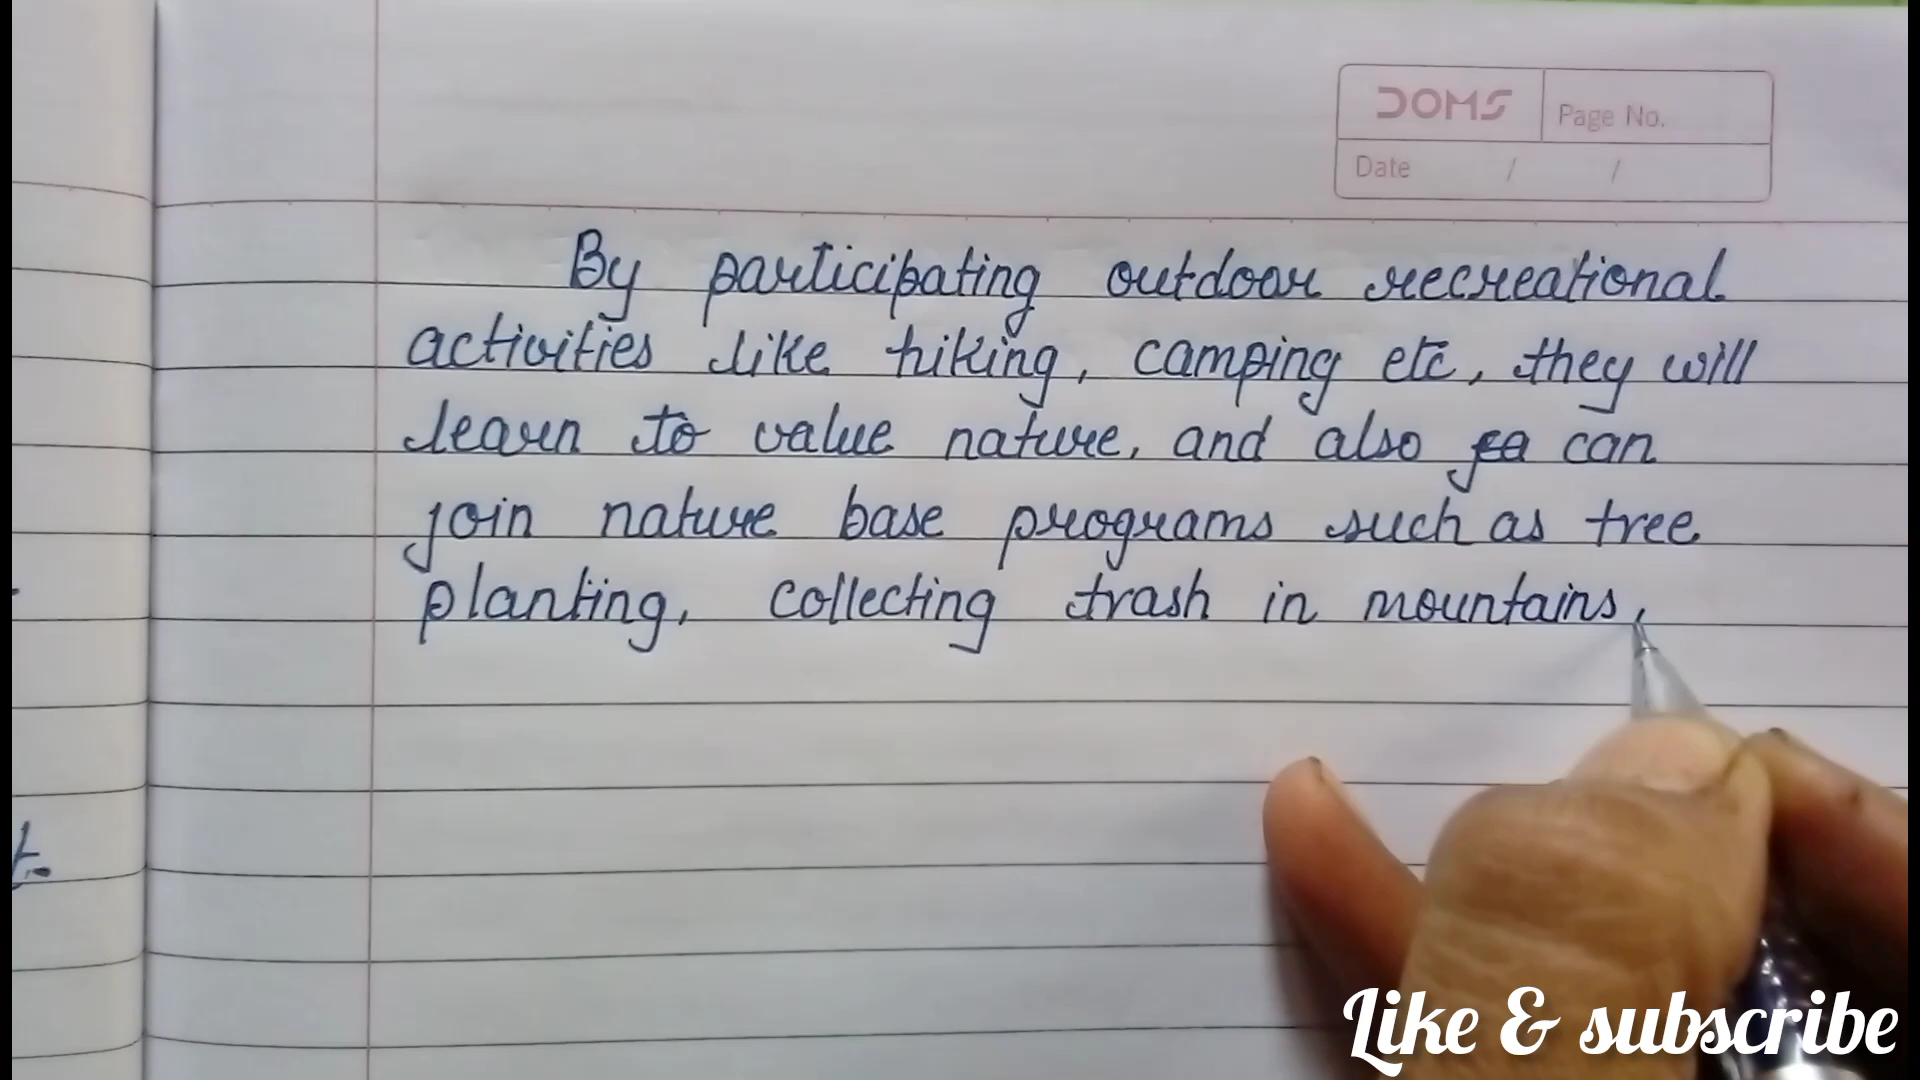 DOMS
Page No.
Date / /
By participating outdoor recreational
activities like hiking, camping etc, they will
learn to value nature, and also can
join nature base programs such as tree
planting, collecting trash in mountains,
t.
Like & subscribe